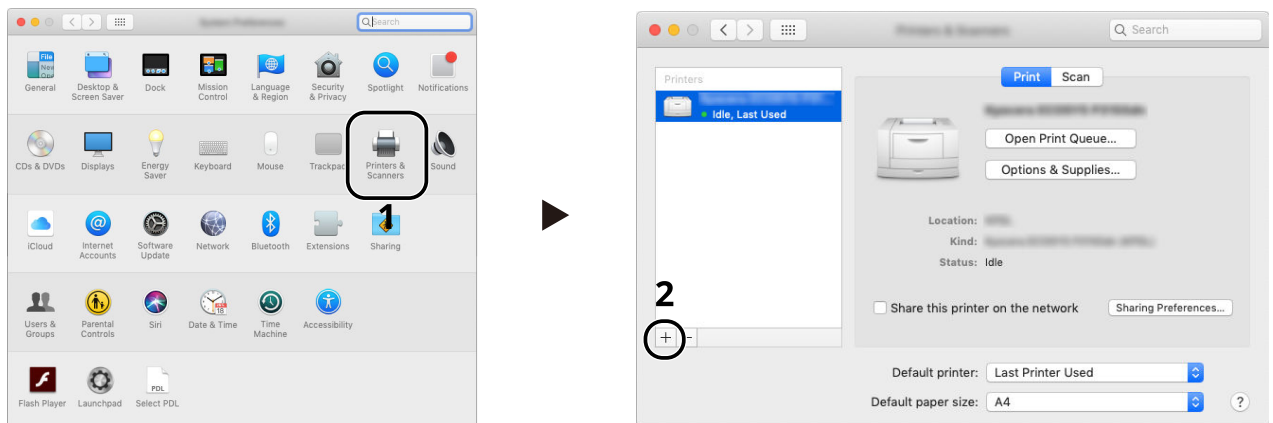 Search
File
New
General
Desktop &
Screen Saver
Dock
Mission
Control
Language
& Region
Security
& Privacy
Spotlight
Notifications
CDs & DVDs
Displays
Energy
Saver
Keyboard
Mouse
Trackpad
Printers &
Scanners
Sound
1
iCloud
Internet
Accounts
Software
Update
Network
Bluetooth
Extensions
Sharing
Users &
Groups
Parental
Controls
Siri
18
Date & Time
Time
Machine
Accessibility
PDL
Flash Player
Launchpad
Select PDL
Search
Printers
Idle, Last Used
2
+ -
Print Scan
Open Print Queue...
Options & Supplies...
Location:
Kind:
Status: Idle
Share this printer on the network
Sharing Preferences...
Default printer: Last Printer Used
Default paper size: A4
?